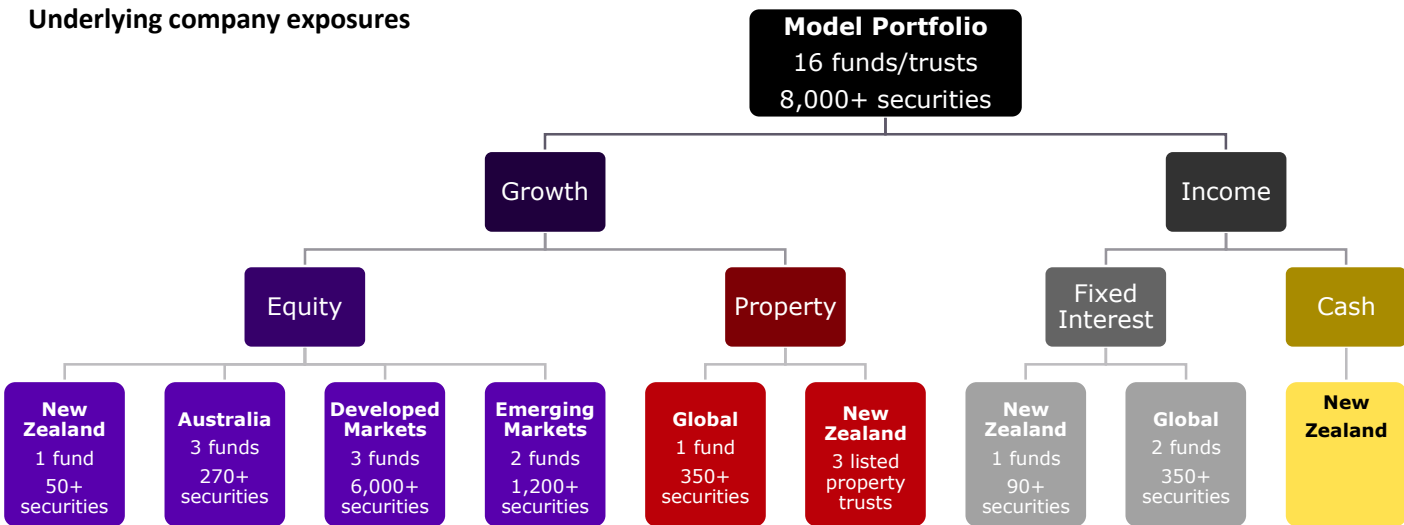 Underlying company exposures
Model Portfolio
16 funds/trusts
8,000+ securities
Growth
Income
Equity
Property
Fixed
Interest
Cash
New
Zealand
1 fund
50+
securities
Australia
3 funds
270+
securities
Developed
Markets
3 funds
6,000+
securities
Emerging
Markets
2 funds
1,200+
securities
Global
1 fund
350+
securities
New
Zealand
3 listed
property
trusts
New
Zealand
1 funds
90+
securities
Global
2 funds
350+
securities
New
Zealand